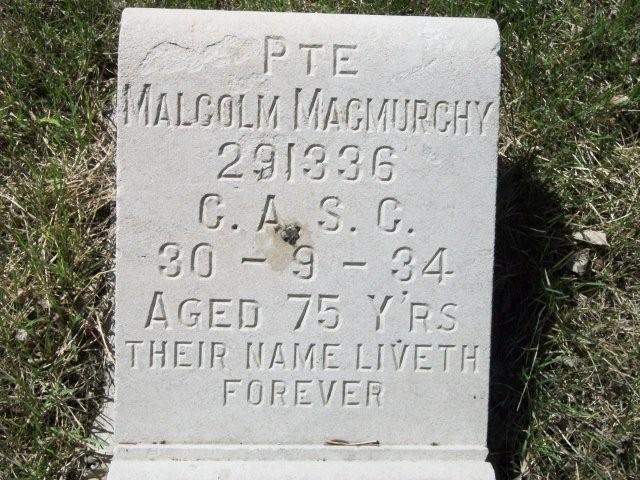 PTE
MALCOLM MACMURCHY
291336
C. A. S. C.
30 - 9 - 34
AGED 75 Y'RS
THEIR NAME LIVETH
FOREVER